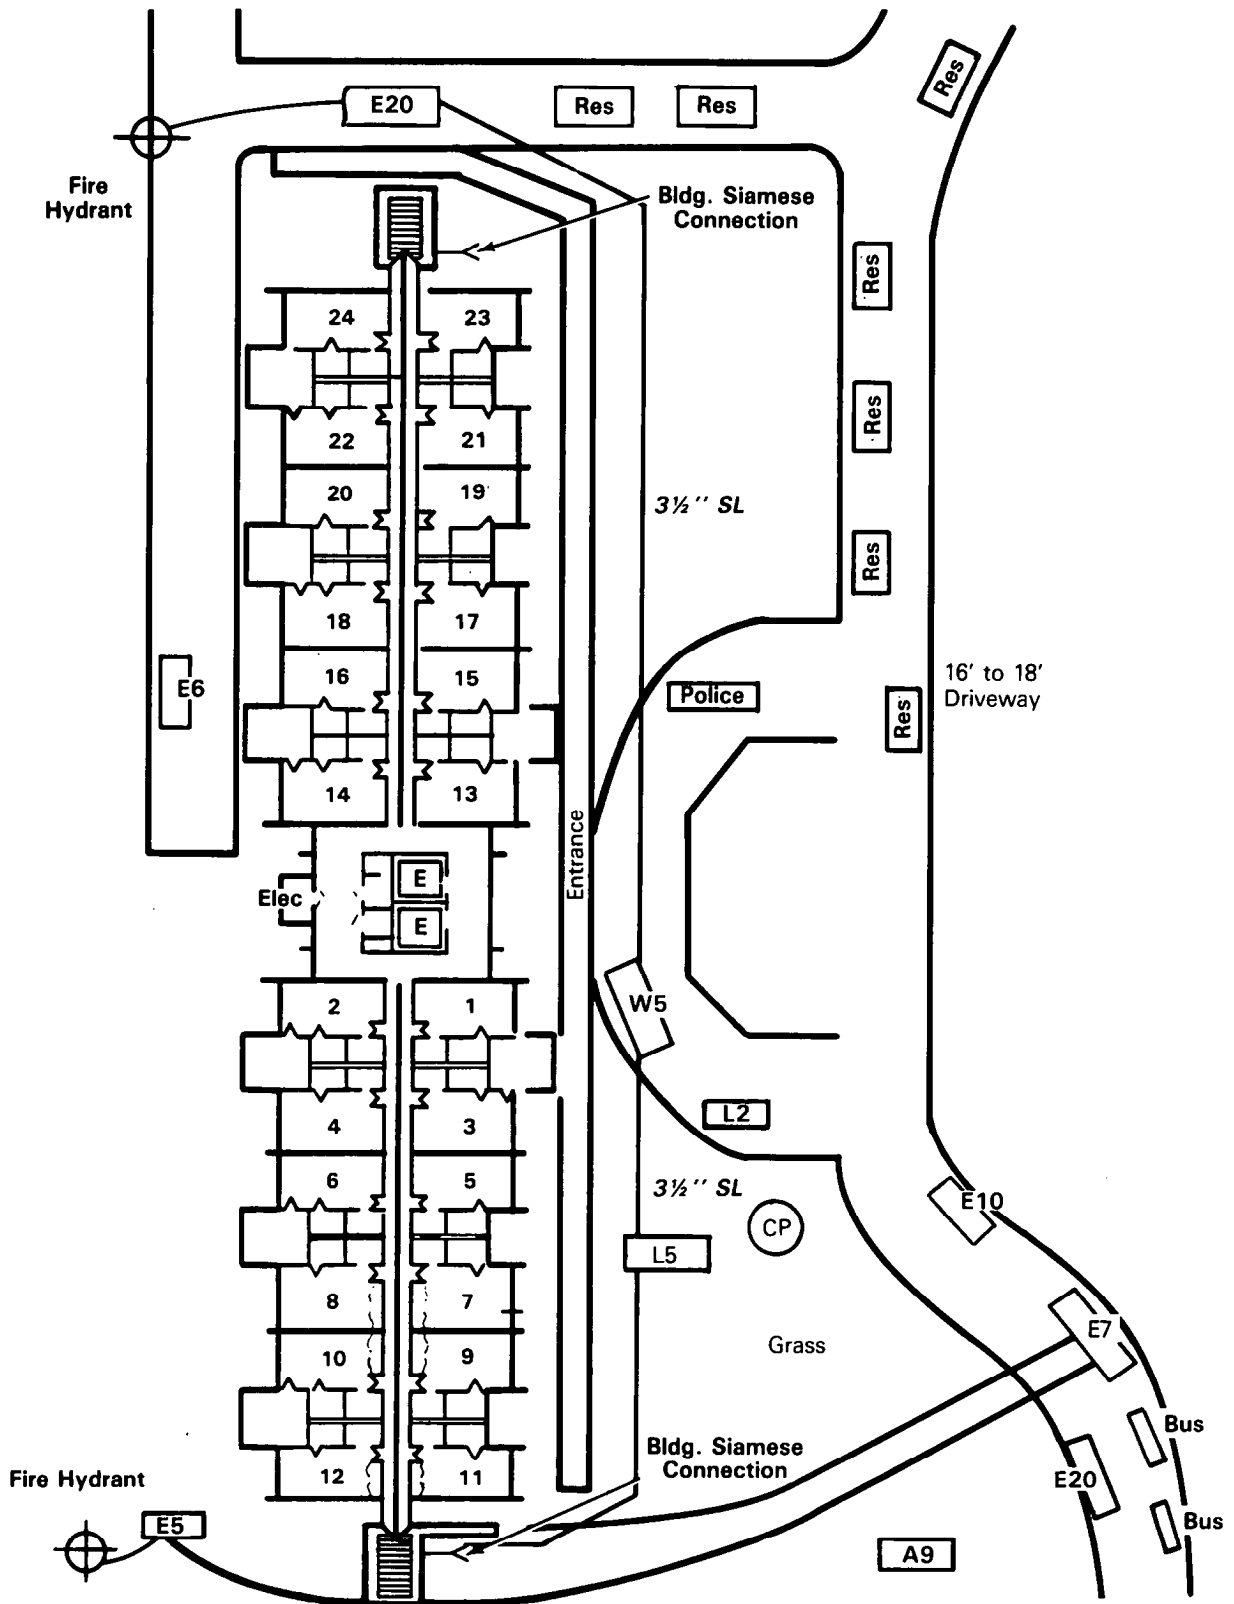 Res
E20
Res
Res
Fire
Hydrant
Bldg. Siamese
Connection
Res
24
23
Res
22
21
20
19
3½'' SL
Res
18
17
16
15
E6
Police
16' to 18'
Driveway
Res
14
13
Entrance
E
Elec
E
2
1
W5
L2
4
3
6
5
3½'' SL
E10
CP
L5
8
7
E7
Grass
10
9
Bus
Bldg. Siamese
Connection
12
11
Fire Hydrant
E20
E5
Bus
A9